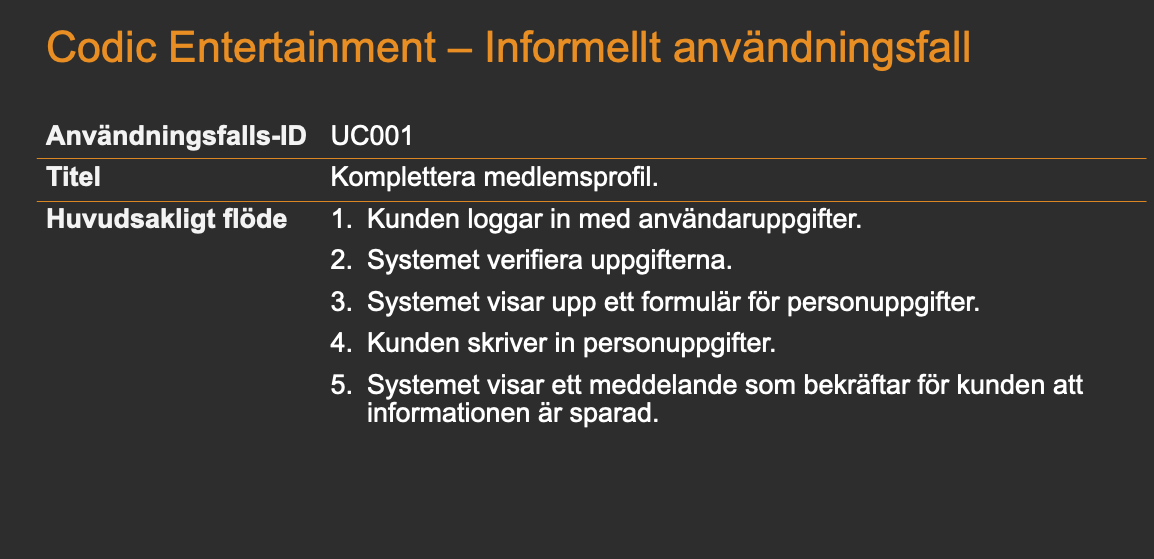 Codic Entertainment – Informellt användningsfall
Användningsfalls-ID UC001
Titel Komplettera medlemsprofil.
Huvudsakligt flöde 1. Kunden loggar in med användaruppgifter.
2. Systemet verifiera uppgifterna.
3. Systemet visar upp ett formulär för personuppgifter.
4. Kunden skriver in personuppgifter.
5. Systemet visar ett meddelande som bekräftar för kunden att
informationen är sparad.